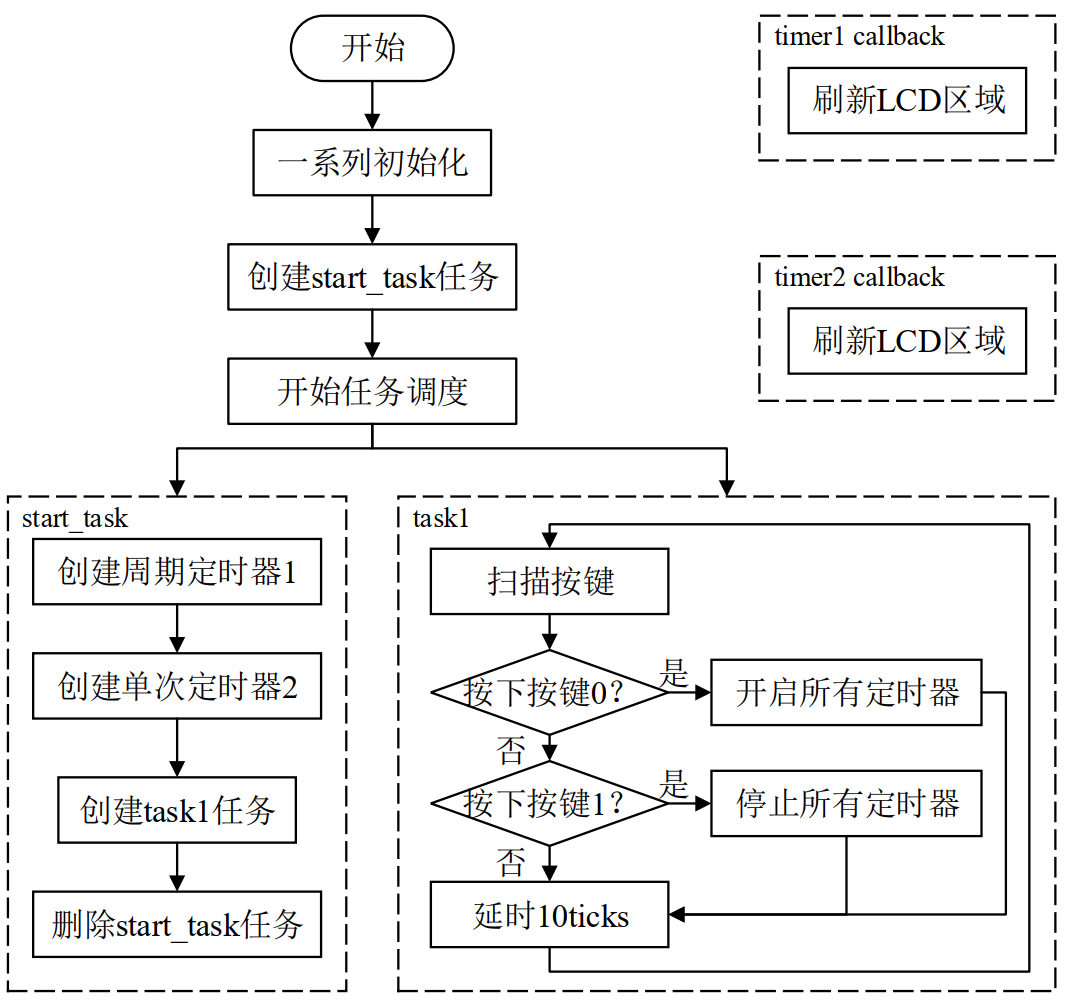 开始
一系列初始化
创建start_task任务
开始任务调度
timer1 callback
刷新LCD区域
timer2 callback
刷新LCD区域
start_task
创建周期定时器1
创建单次定时器2
创建task1任务
删除start_task任务
task1
扫描按键
按下按键0？
是
开启所有定时器
否
按下按键1？
是
停止所有定时器
否
延时10ticks